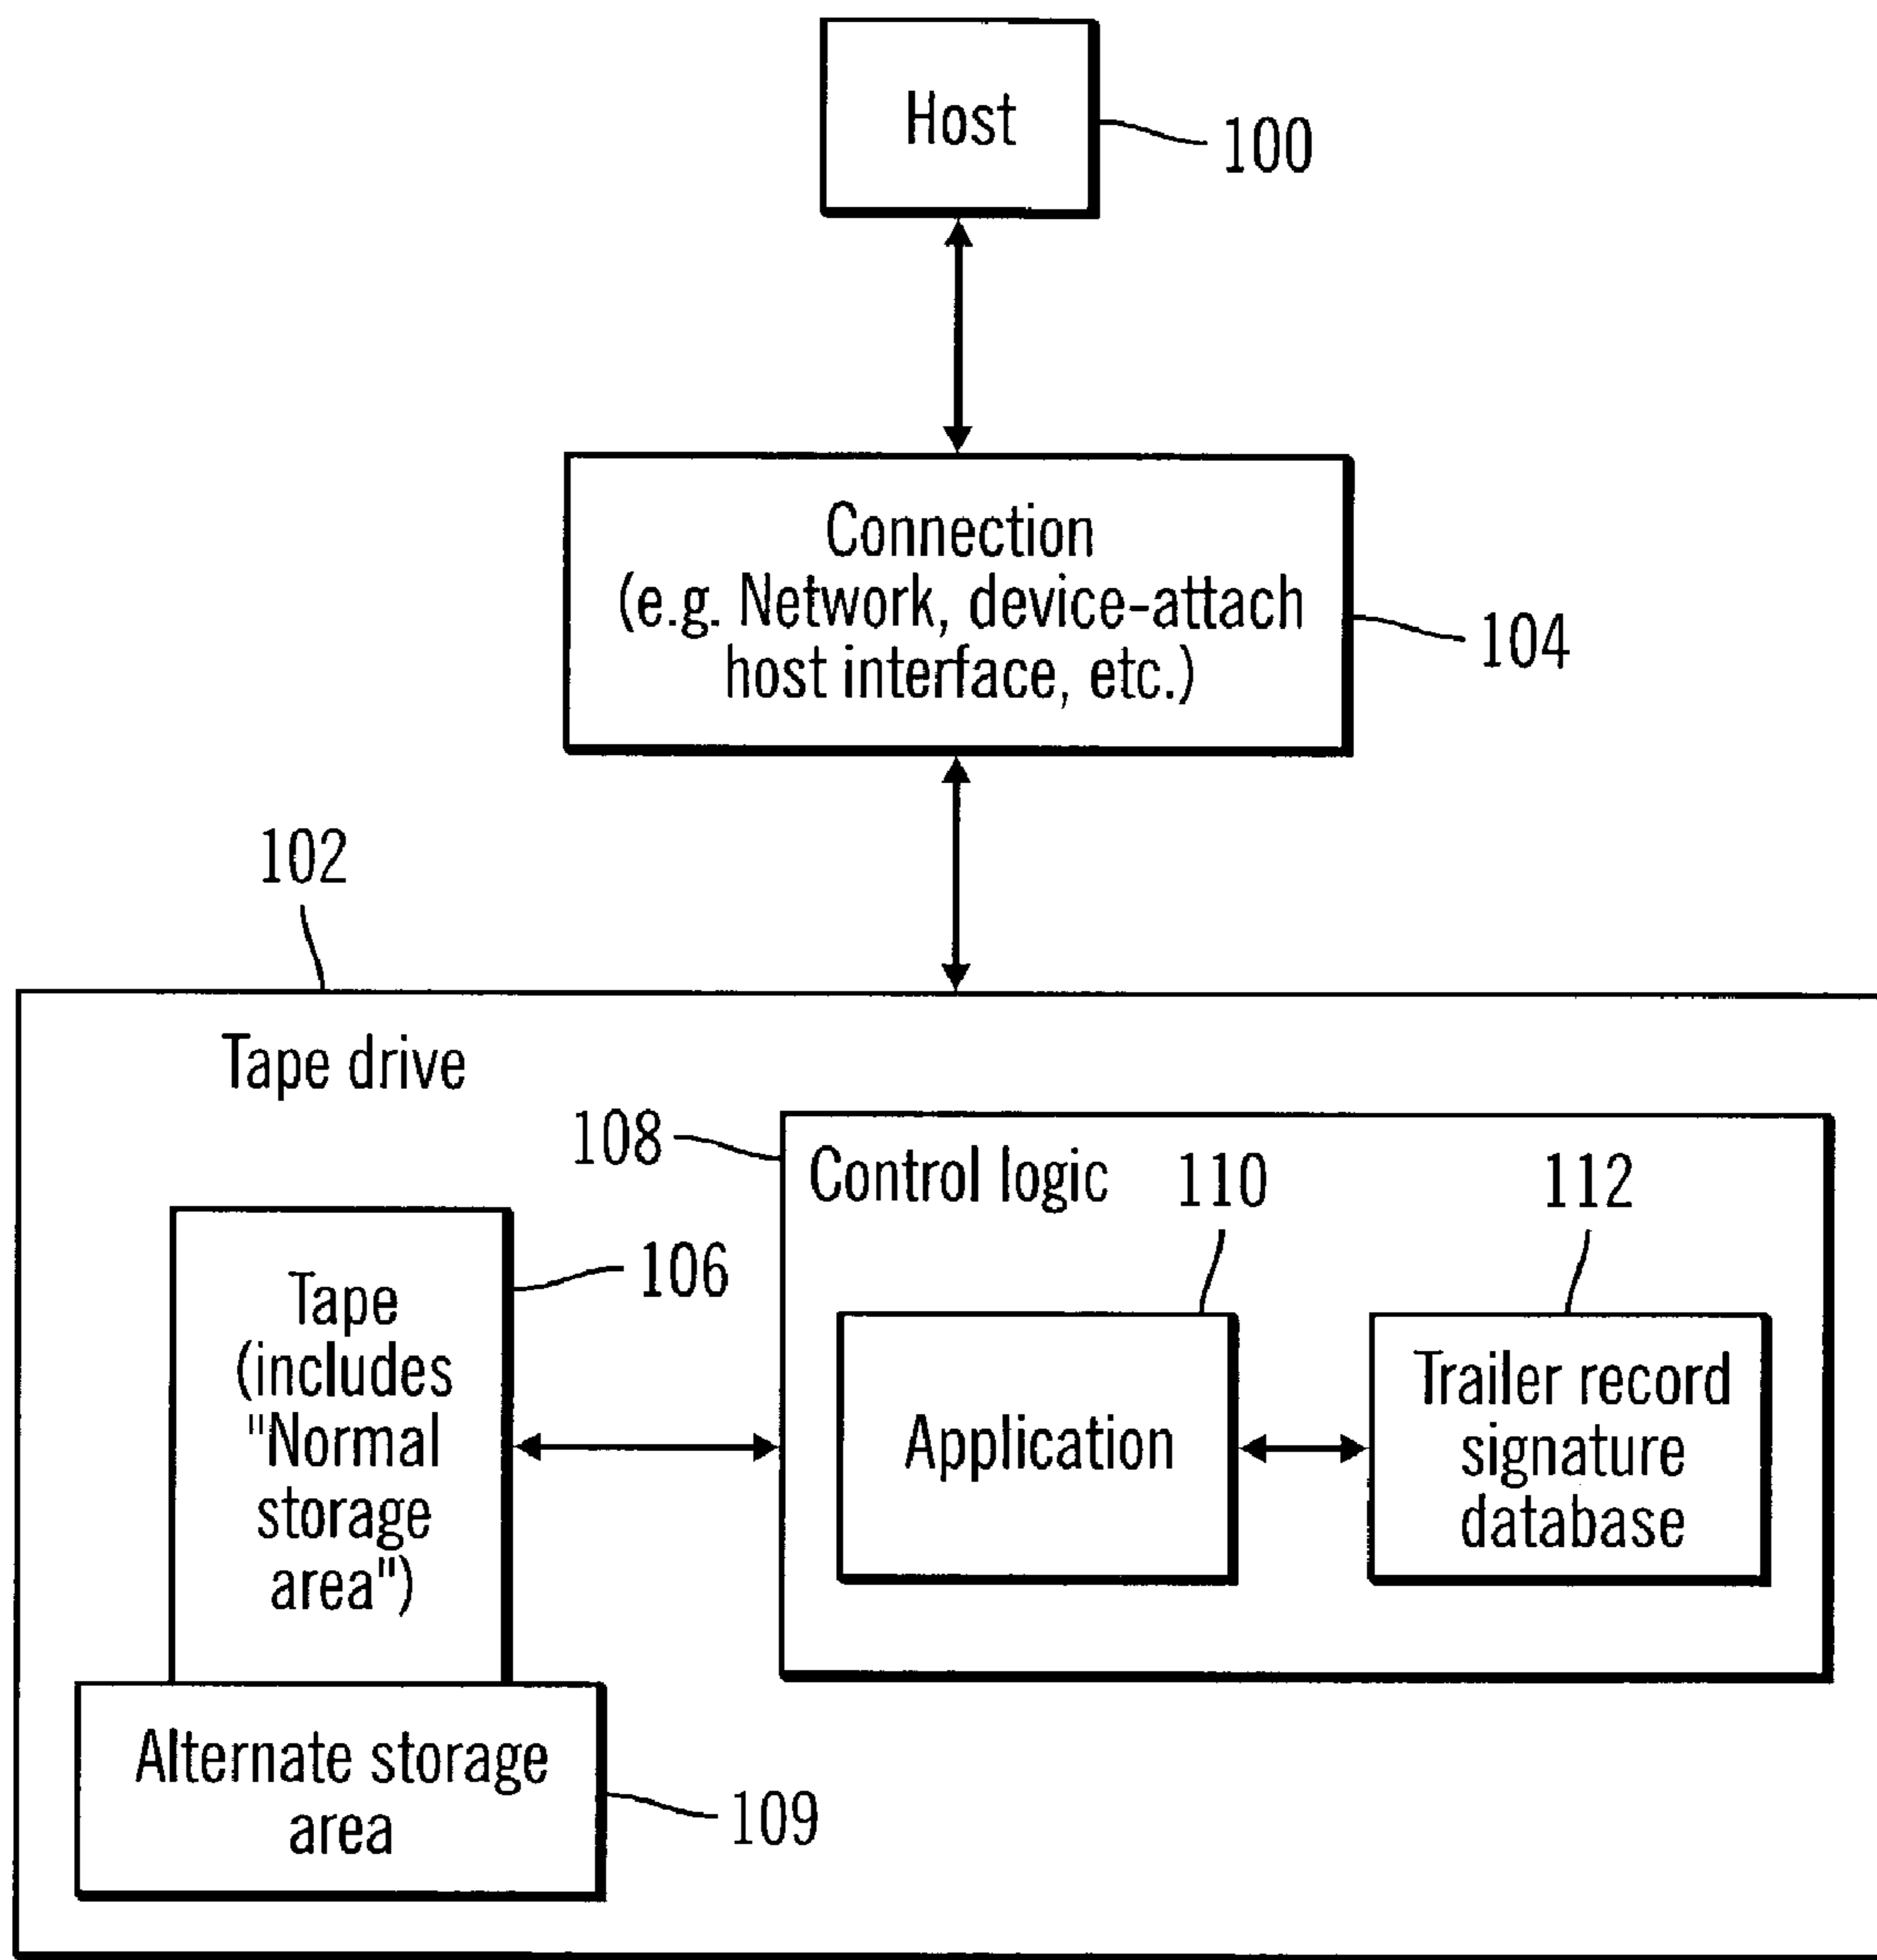 Host
100
Connection
(e.g. Network, device-attach
host interface, etc.)
104
102
Tape drive
108
Control logic
110
112
Tape
(includes
"Normal
storage
area")
106
Application
Trailer record
signature
database
Alternate storage
area
109